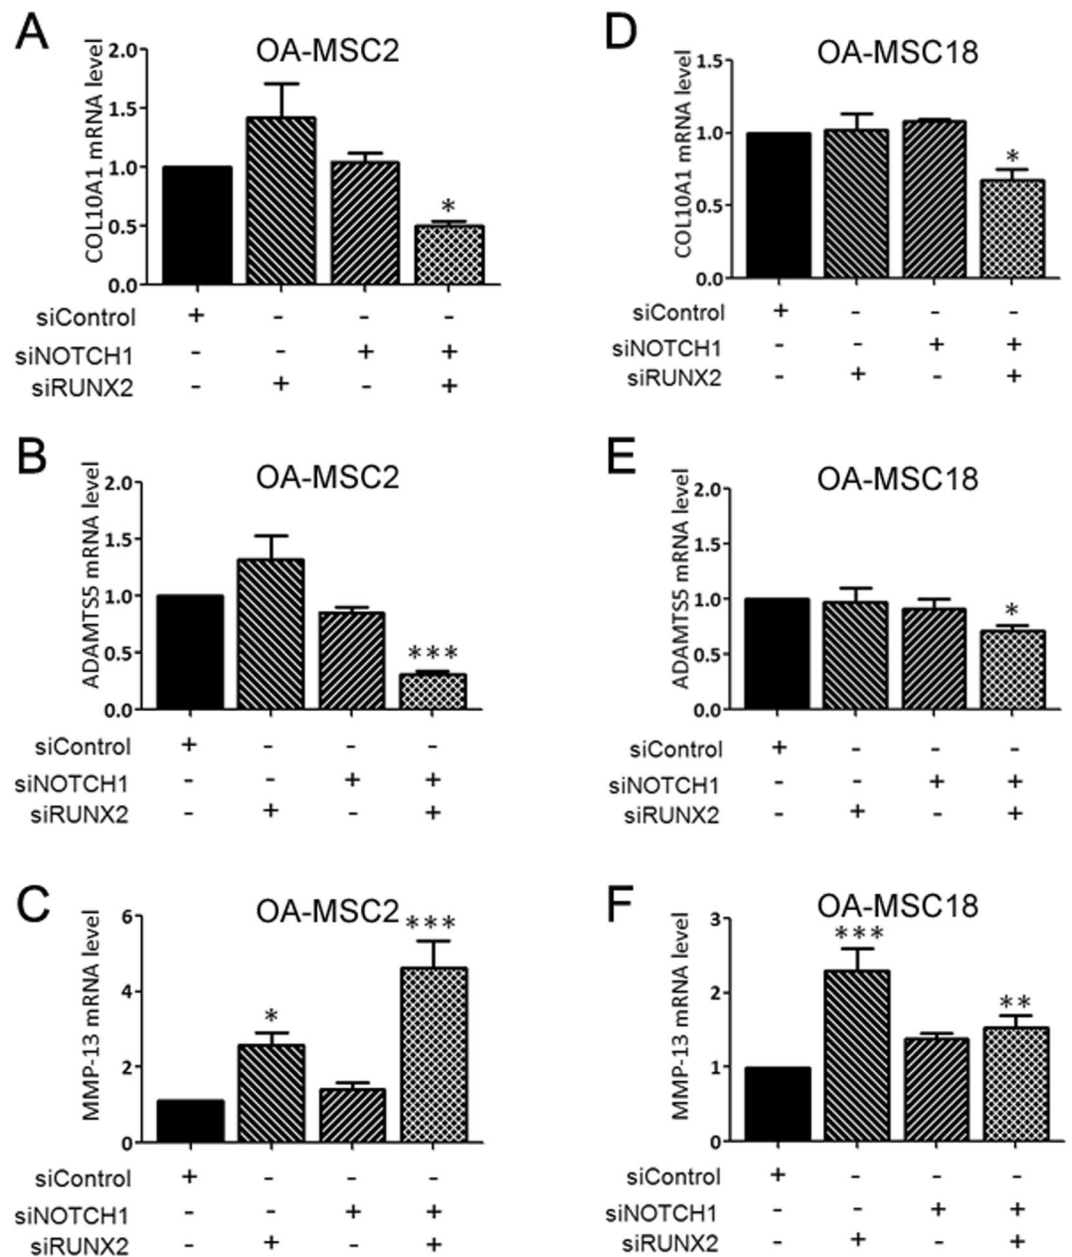 A
OA-MSC2
COL10A1 mRNA level
2.0
1.5
1.0
0.5
0.0
*
siControl + - - -
siNOTCH1 - - + +
siRUNX2 - + - +
D
OA-MSC18
COL10A1 mRNA level
1.5
1.0
0.5
0.0
*
siControl + - - -
siNOTCH1 - - + +
siRUNX2 - + - +
B
OA-MSC2
ADAMTS5 mRNA level
2.0
1.5
1.0
0.5
0.0
***
siControl + - - -
siNOTCH1 - - + +
siRUNX2 - + - +
E
OA-MSC18
ADAMTS5 mRNA level
2.0
1.5
1.0
0.5
0.0
*
siControl + - - -
siNOTCH1 - - + +
siRUNX2 - + - +
C
OA-MSC2
MMP-13 mRNA level
6
4
2
0
* ***
siControl + - - -
siNOTCH1 - - + +
siRUNX2 - + - +
F
OA-MSC18
MMP-13 mRNA level
3
2
1
0
*** **
siControl + - - -
siNOTCH1 - - + +
siRUNX2 - + - +